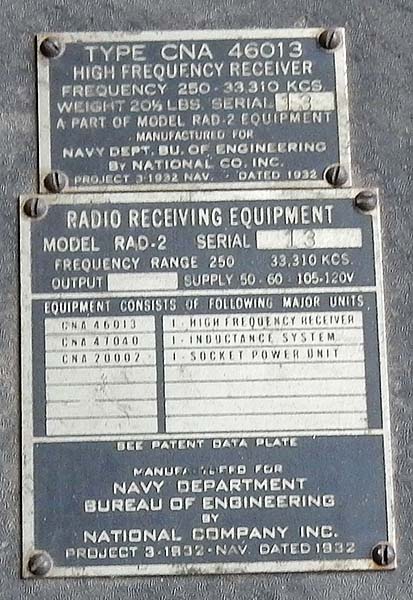 TYPE CNA 46013
HIGH FREQUENCY RECEIVER
FREQUENCY 250 - 33,310 KCS.
WEIGHT 20½ LBS. SERIAL 13
A PART OF MODEL RAD-2 EQUIPMENT
MANUFACTURED FOR
NAVY DEPT. BU. OF ENGINEERING
BY NATIONAL CO. INC.
PROJECT 3-1932 NAV. DATED 1932
RADIO RECEIVING EQUIPMENT
MODEL RAD-2 SERIAL 13
FREQUENCY RANGE 250 - 33,310 KCS.
OUTPUT SUPPLY 50-60-105-120V
EQUIPMENT CONSISTS OF FOLLOWING MAJOR UNITS
CNA 46013 1 - HIGH FREQUENCY RECEIVER
CNA 47040 1 - INDUCTANCE SYSTEM
CNA 20002 1 - SOCKET POWER UNIT
SEE PATENT DATA PLATE
MANUFACTURED FOR
NAVY DEPARTMENT
BUREAU OF ENGINEERING
BY
NATIONAL COMPANY INC.
PROJECT 3-1932-NAV. DATED 1932